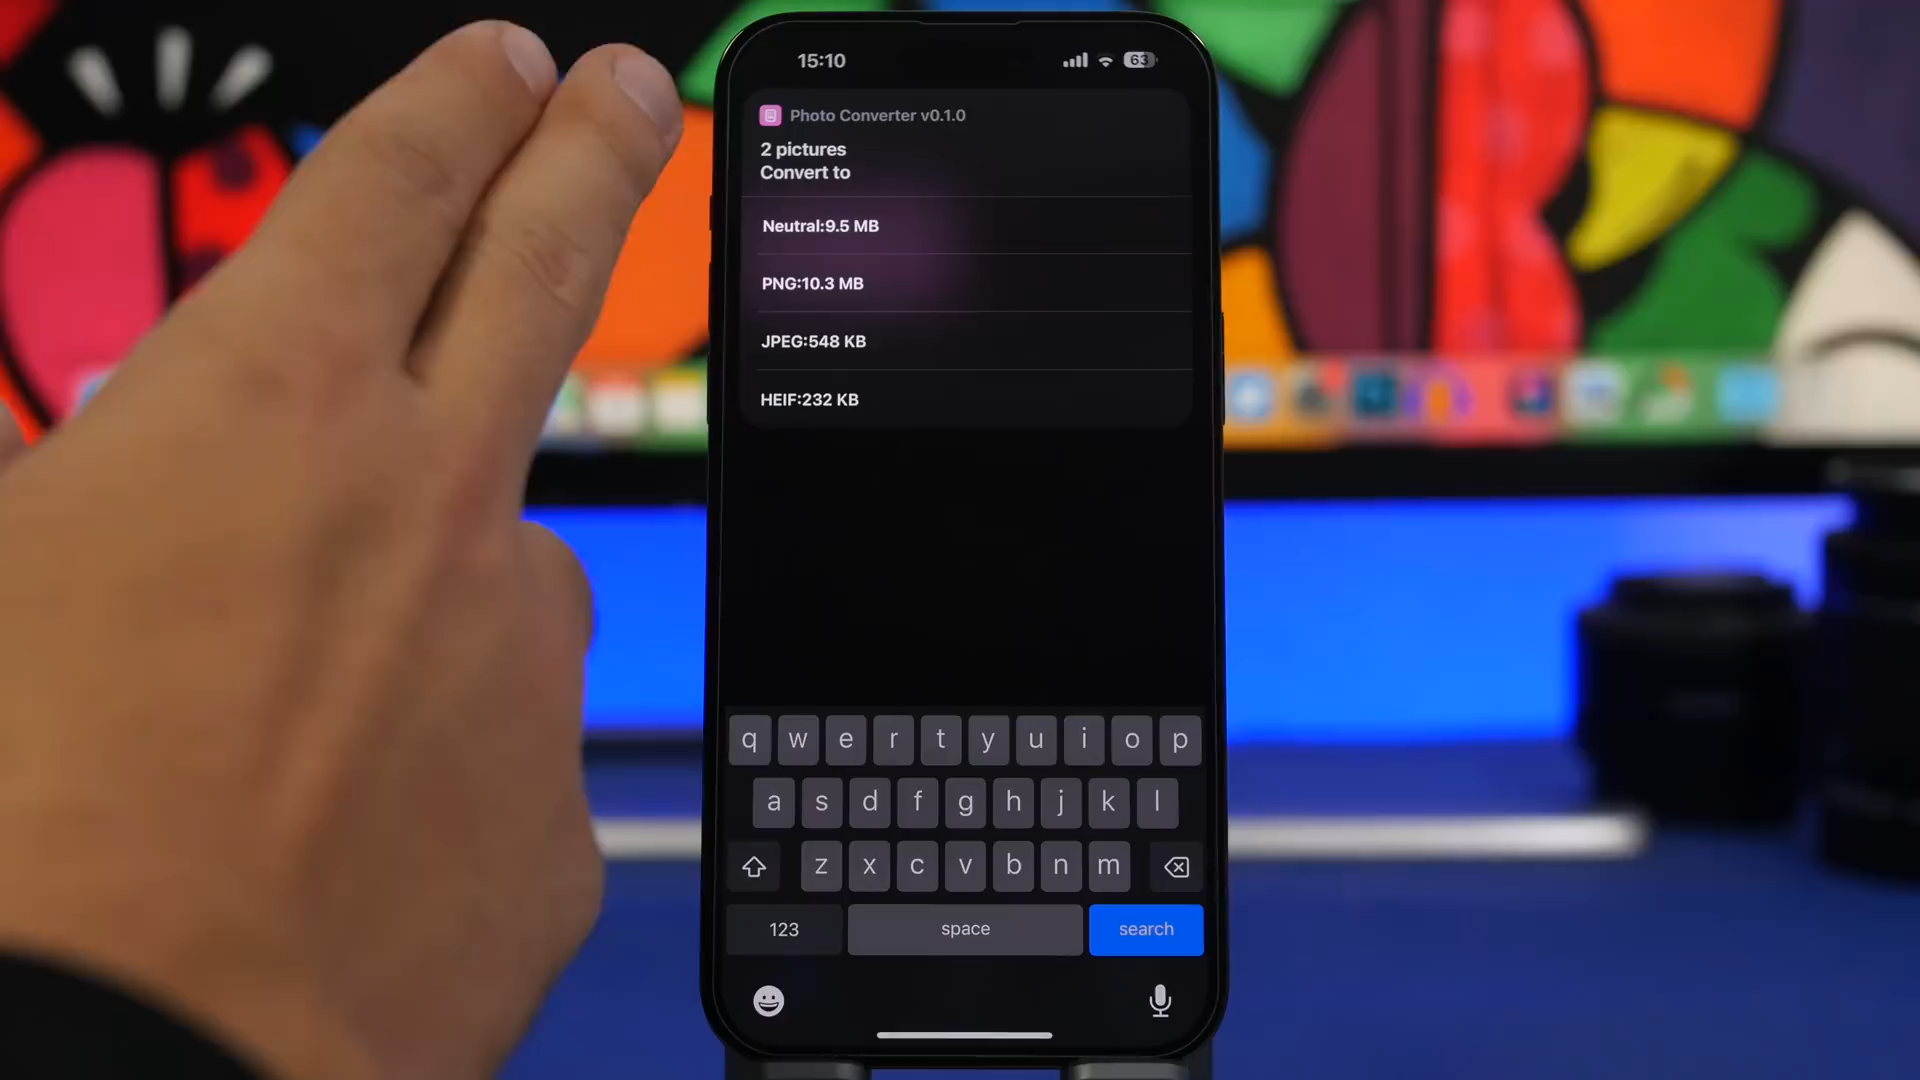 15:10
63
Photo Converter v0.1.0
2 pictures
Convert to
Neutral:9.5 MB
PNG:10.3 MB
JPEG:548 KB
HEIF:232 KB
q w e r t y u i o p
a s d f g h j k l
z x c v b n m
123 space search